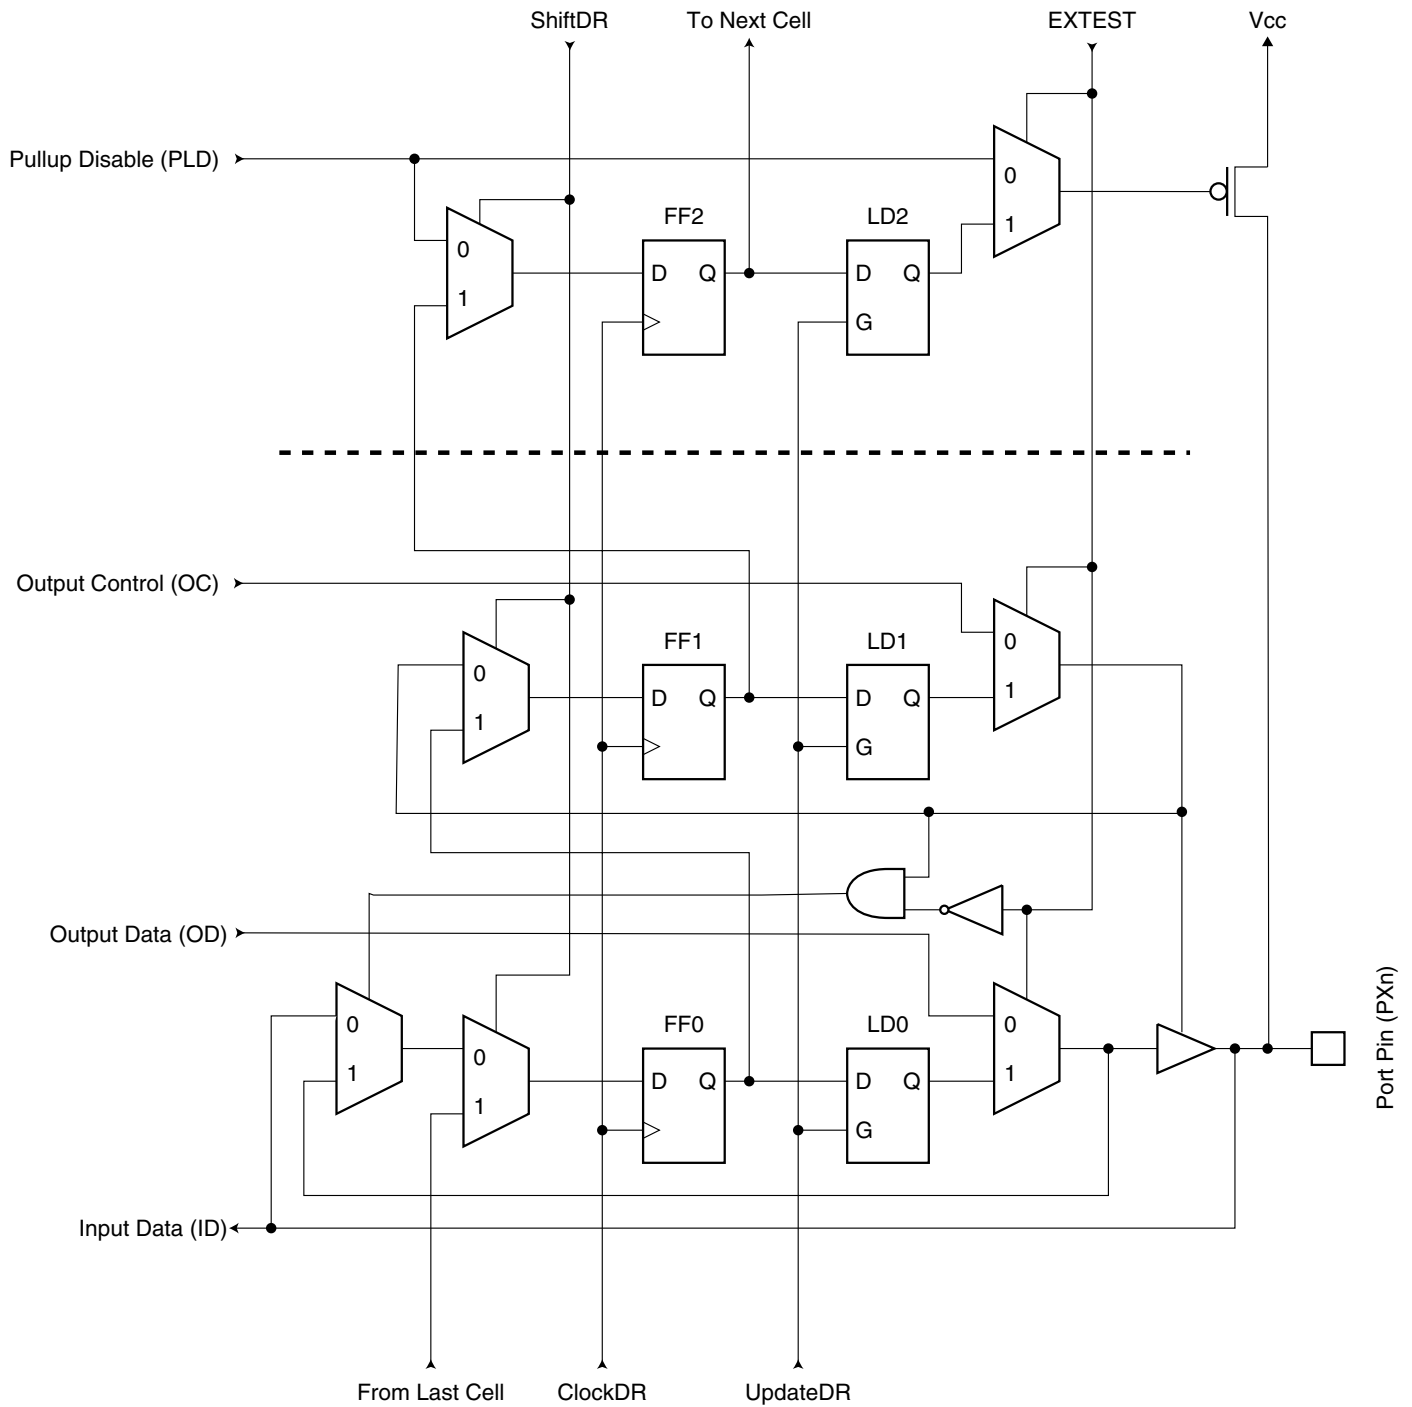 ShiftDR To Next Cell EXTEST Vcc
Pullup Disable (PLD)
0
1
FF2
D Q
LD2
D Q
G
0
1
Output Control (OC)
0
1
FF1
D Q
LD1
D Q
G
0
1
Output Data (OD)
0
1
0
1
FF0
D Q
LD0
D Q
G
0
1
Port Pin (PXn)
Input Data (ID)
From Last Cell ClockDR UpdateDR